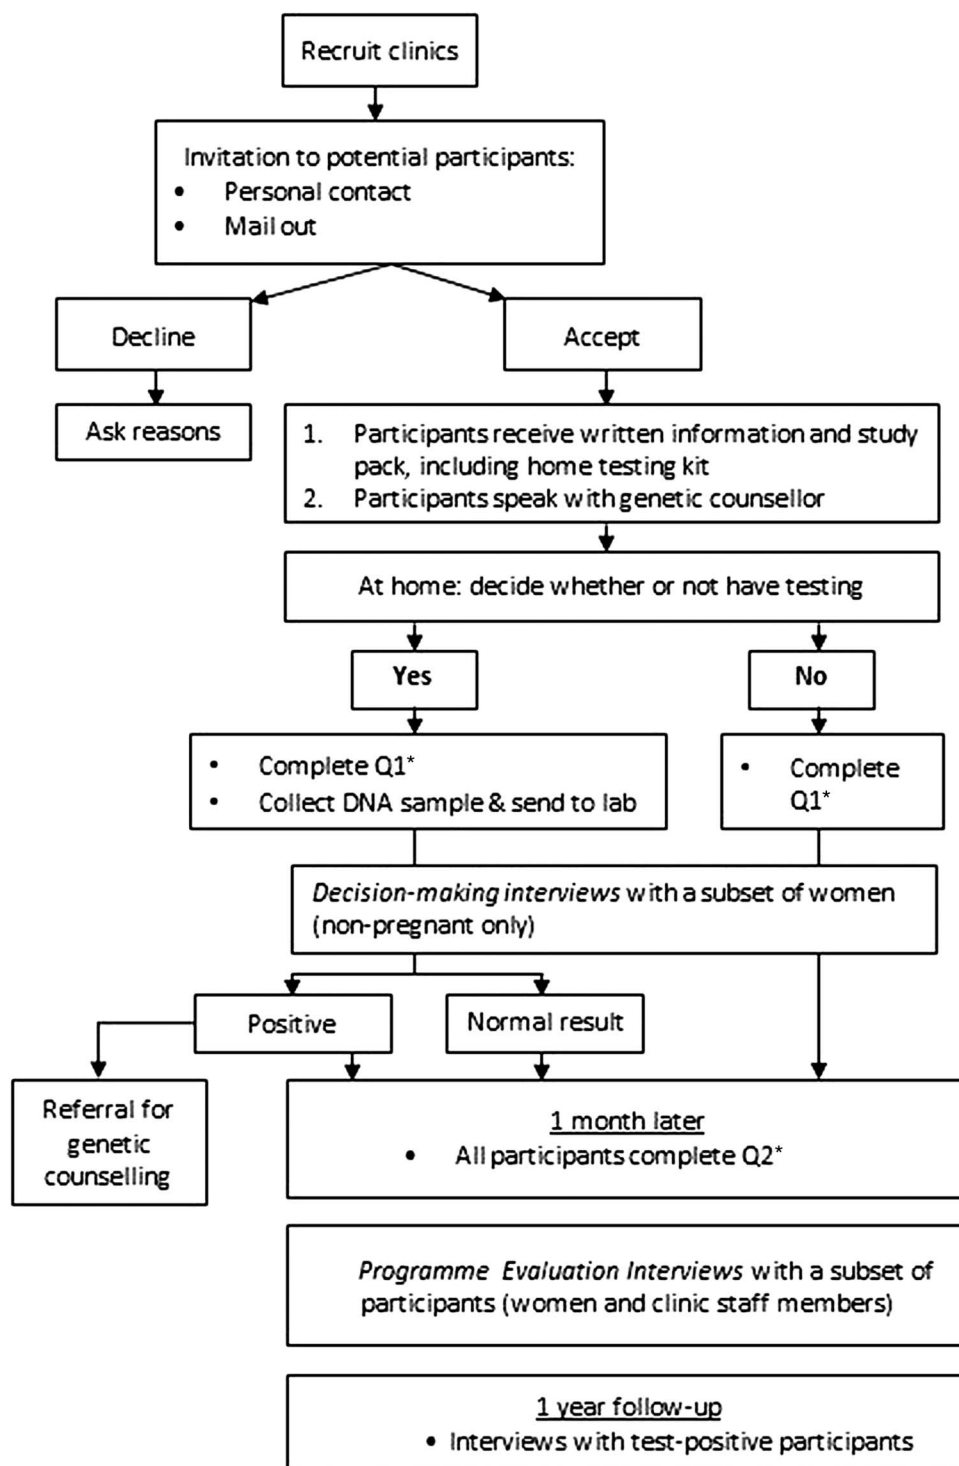 Recruit clinics
Invitation to potential participants:
• Personal contact
• Mail out
Decline
Accept
Ask reasons
1. Participants receive written information and study
pack, including home testing kit
2. Participants speak with genetic counsellor
At home: decide whether or not have testing
Yes
No
• Complete Q1*
• Collect DNA sample & send to lab
• Complete
Q1*
Decision-making interviews with a subset of women
(non-pregnant only)
Positive
Normal result
Referral for
genetic
counselling
1 month later
• All participants complete Q2*
Programme Evaluation Interviews with a subset of
participants (women and clinic staff members)
1 year follow-up
• Interviews with test-positive participants